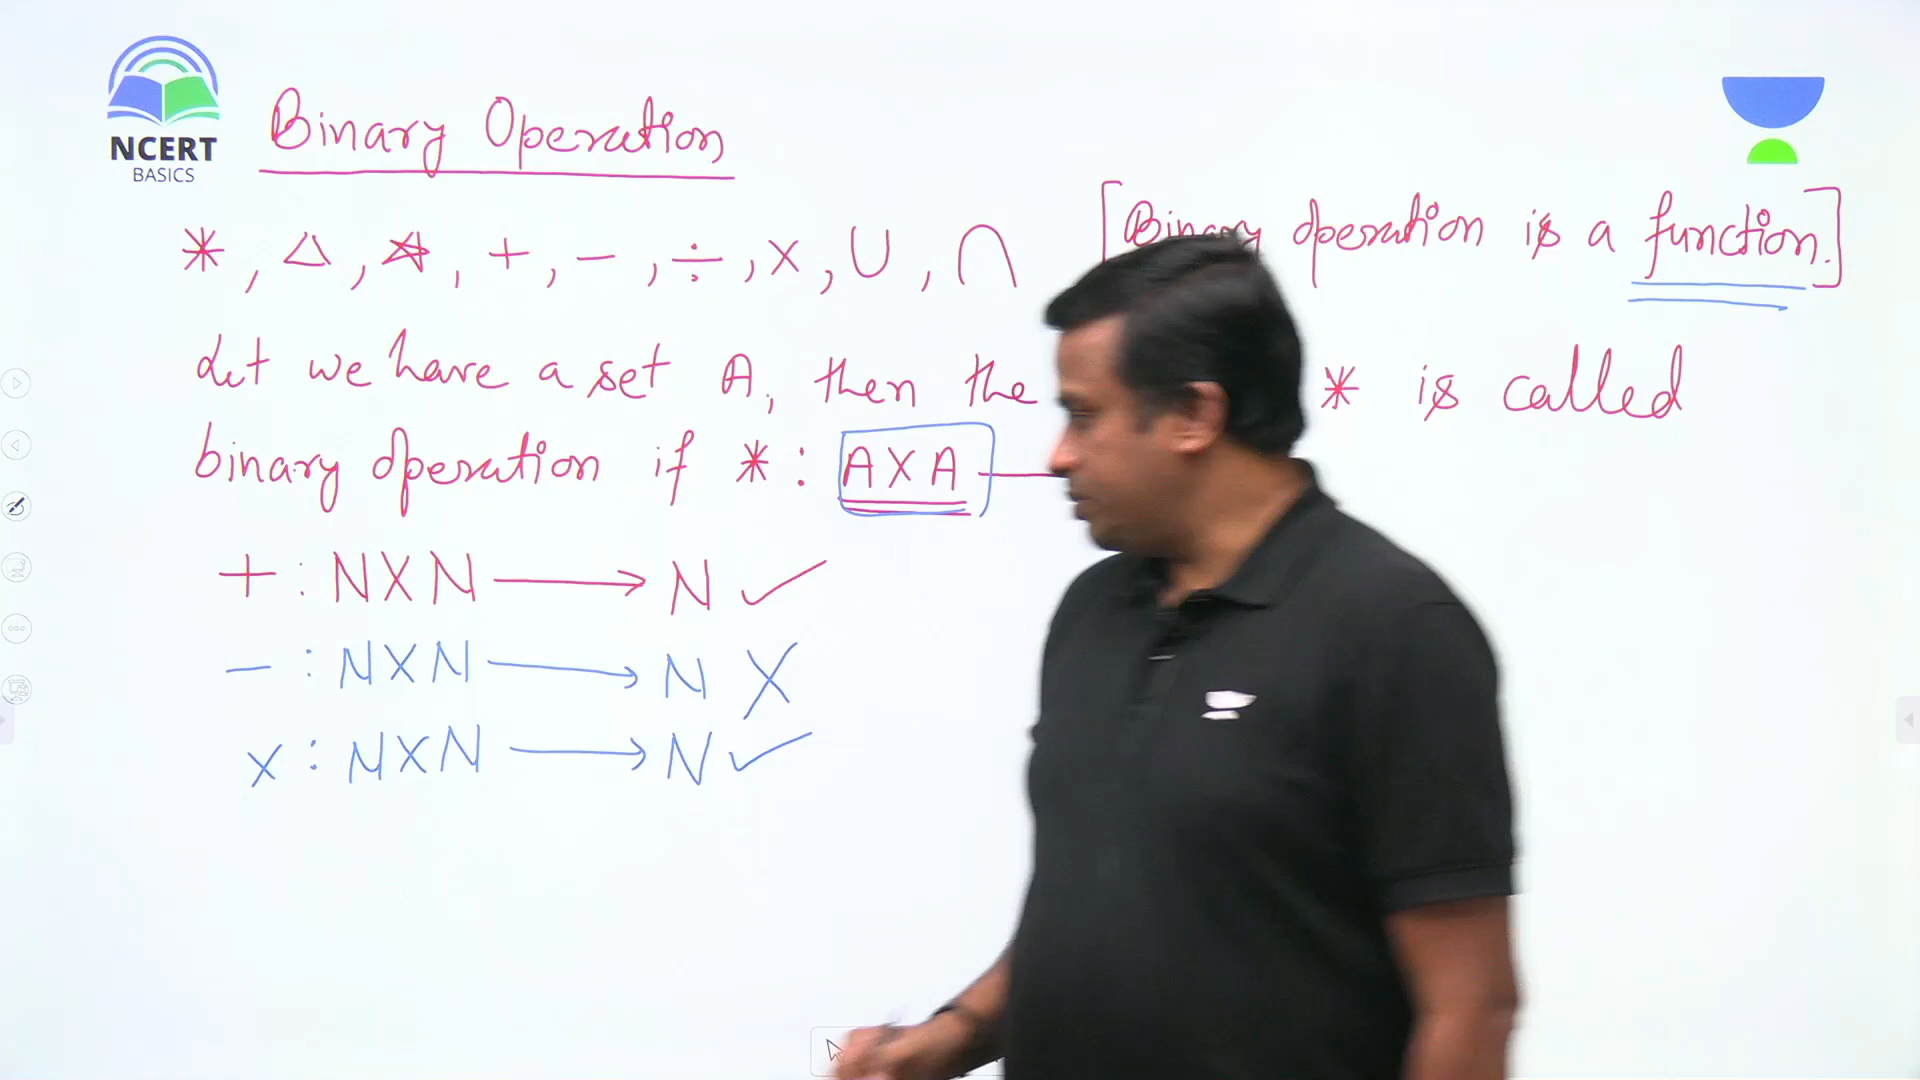 NCERT
BASICS
Binary Operation
*, △, ☆, +, −, ÷, ×, ∪, ∩
[Binary operation is a function.]
Let we have a set A, then the * is called
binary operation if * : A X A —
+ : N X N ⟶ N ✓
− : N X N ⟶ N X
× : N X N ⟶ N ✓